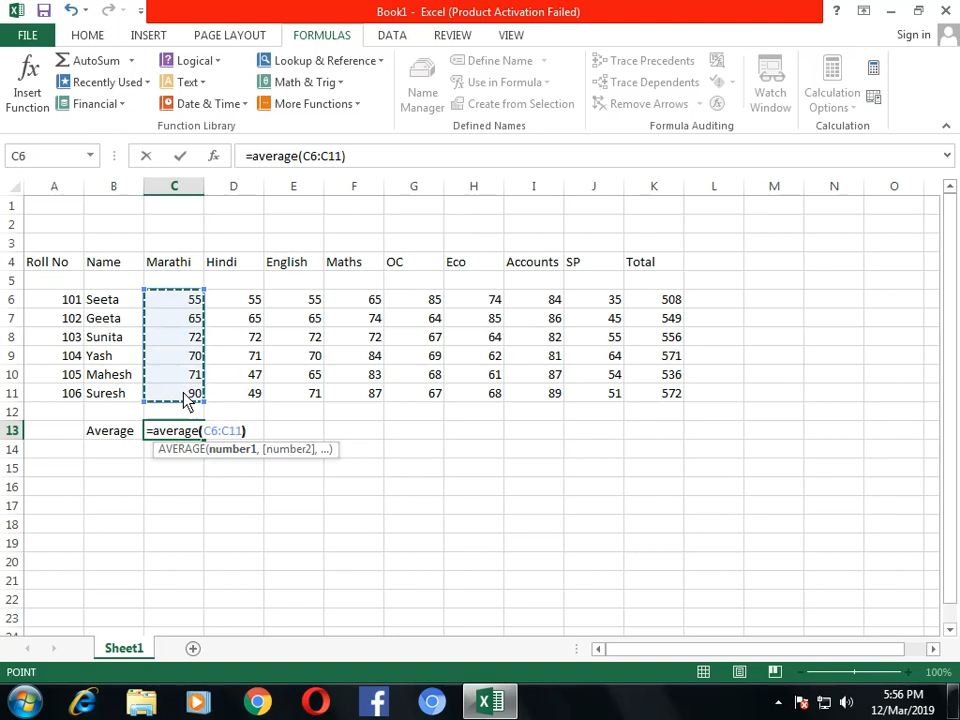 Book1 - Excel (Product Activation Failed)
FILE HOME INSERT PAGE LAYOUT FORMULAS DATA REVIEW VIEW Sign in
AutoSum Logical Lookup & Reference Define Name Trace Precedents
Recently Used Text Math & Trig Use in Formula Trace Dependents
Financial Date & Time More Functions Create from Selection Remove Arrows
Insert Function
Name Manager
Watch Window
Calculation Options
Function Library Defined Names Formula Auditing Calculation
C6 fx =average(C6:C11)
A B C D E F G H I J K L M N O
1
2
3
4 Roll No Name Marathi Hindi English Maths OC Eco Accounts SP Total
5
6 101 Seeta 55 55 55 65 85 74 84 35 508
7 102 Geeta 65 65 65 74 64 85 86 45 549
8 103 Sunita 72 72 72 72 67 64 82 55 556
9 104 Yash 70 71 70 84 69 62 81 64 571
10 105 Mahesh 71 47 65 83 68 61 87 54 536
11 106 Suresh 90 49 71 87 67 68 89 51 572
12
13 Average =average(C6:C11)
14 AVERAGE(number1, [number2], ...)
15
16
17
18
19
20
21
22
23
Sheet1
POINT 100%
5:56 PM
12/Mar/2019